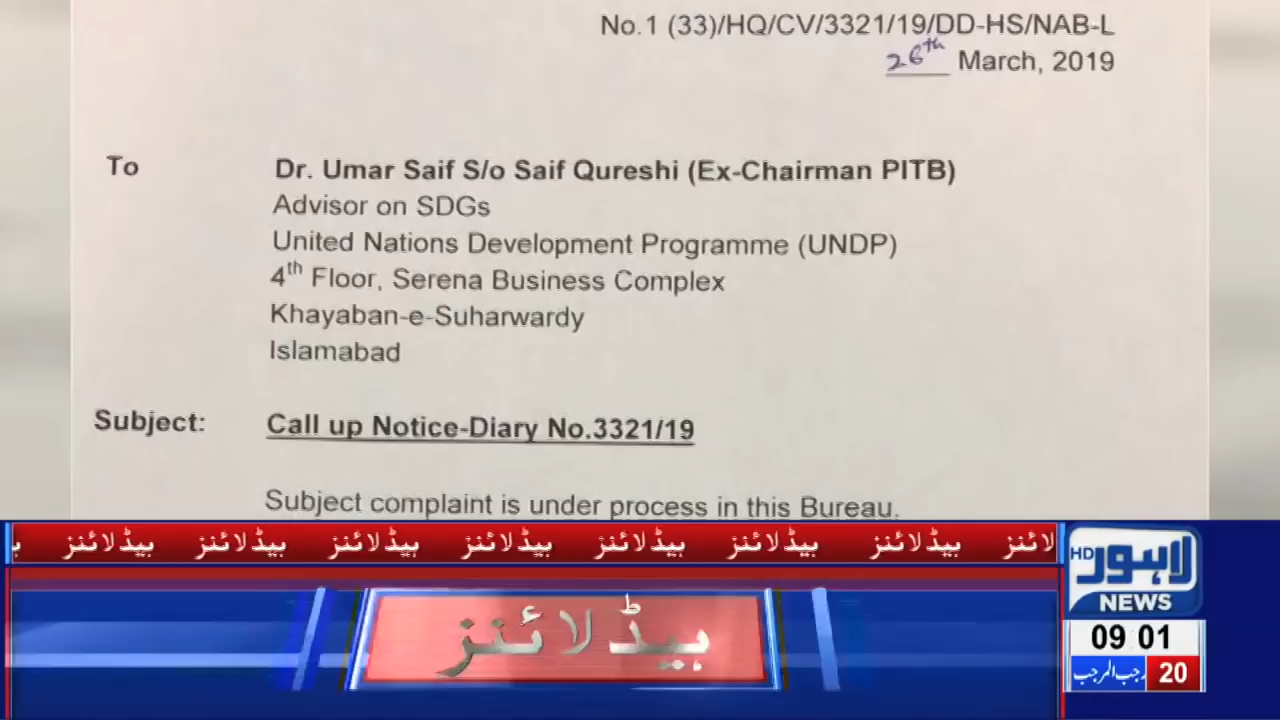 No.1 (33)/HQ/CV/3321/19/DD-HS/NAB-L
26th March, 2019
To Dr. Umar Saif S/o Saif Qureshi (Ex-Chairman PITB)
Advisor on SDGs
United Nations Development Programme (UNDP)
4th Floor, Serena Business Complex
Khayaban-e-Suharwardy
Islamabad
Subject: Call up Notice-Diary No.3321/19
Subject complaint is under process in this Bureau.
ہیڈلائنز ہیڈلائنز ہیڈلائنز ہیڈلائنز ہیڈلائنز ہیڈلائنز ہیڈلائنز لائنز
ہیڈلائنز
HD لاہور
NEWS
09 01
رجب المرجب 20